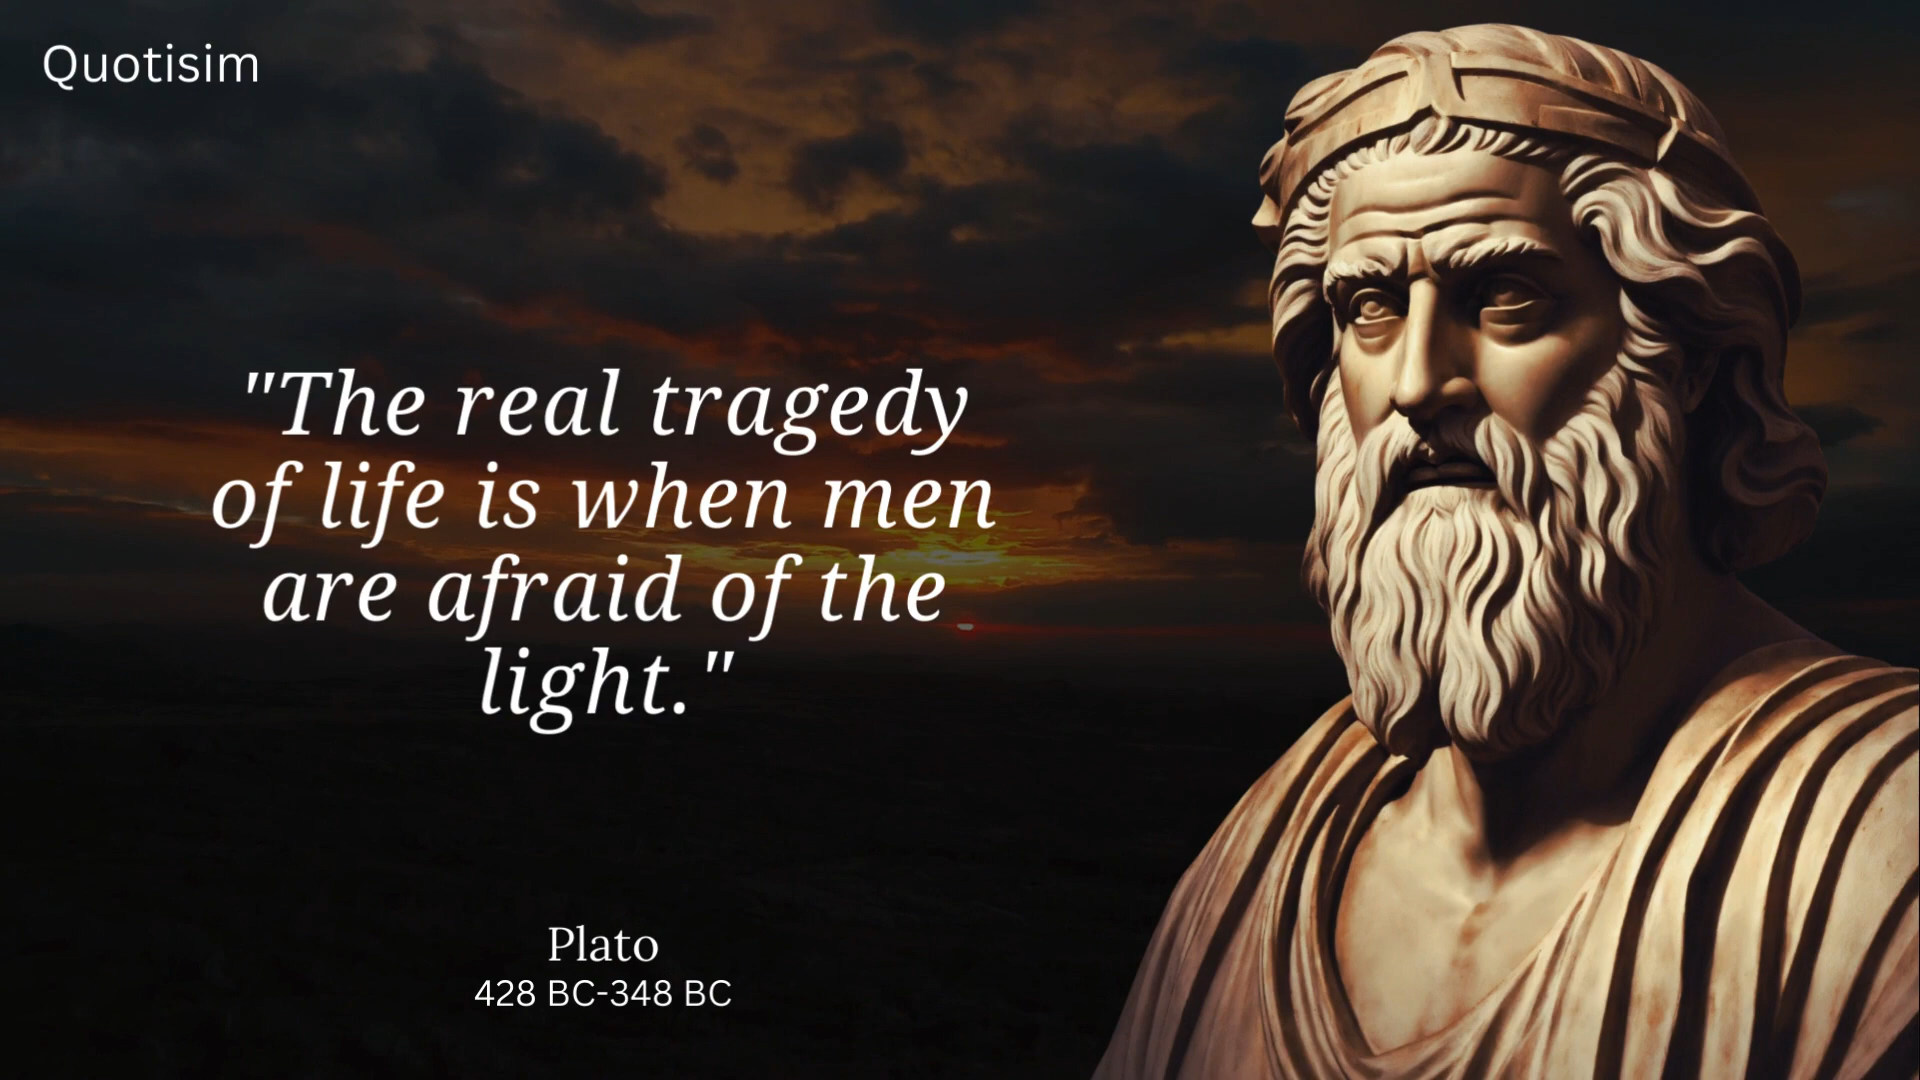 Quotisim
"The real tragedy
of life is when men
are afraid of the
light."
Plato
428 BC-348 BC